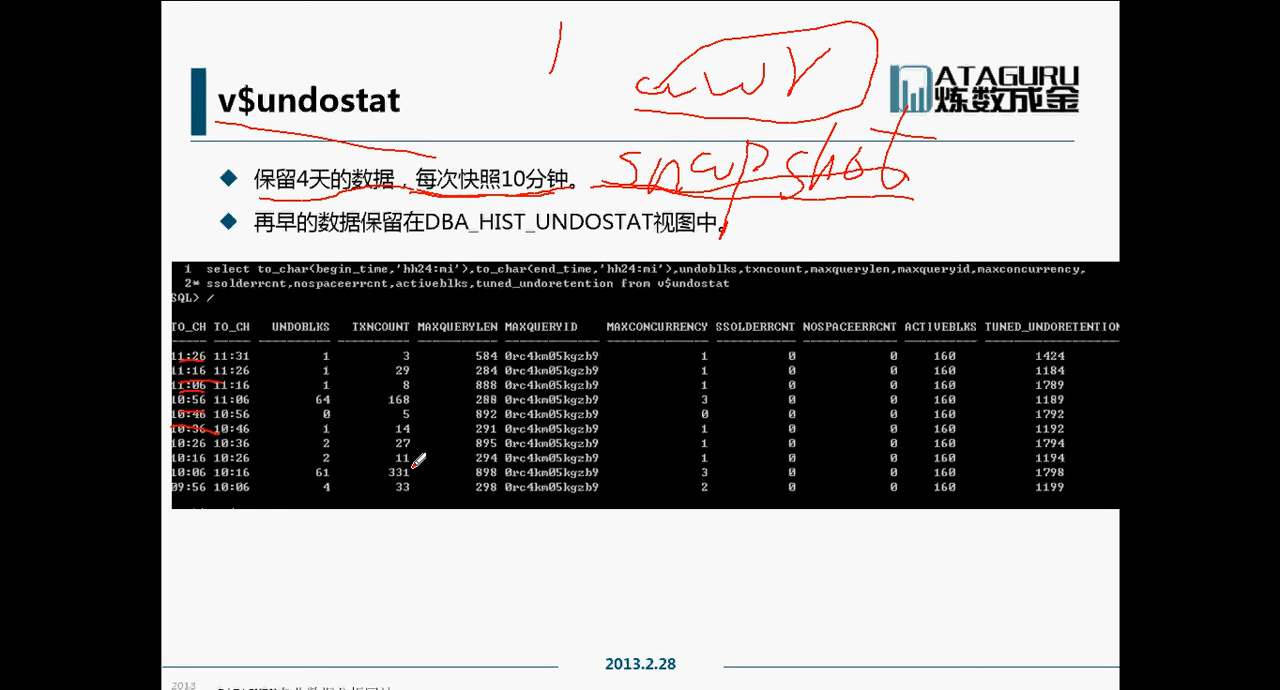 awr
v$undostat
DATAGURU
炼数成金
snapshot
保留4天的数据，每次快照10分钟。
再早的数据保留在DBA_HIST_UNDOSTAT视图中。
1 select to_char(begin_time,'hh24:mi'),to_char(end_time,'hh24:mi'),undoblks,txncount,maxquerylen,maxqueryid,maxconcurrency,
2* ssolderrcnt,nospaceerrcnt,activeblks,tuned_undoretention from v$undostat
SQL> /
TO_CH TO_CH UNDOBLKS TXNCOUNT MAXQUERYLEN MAXQUERYID MAXCONCURRENCY SSOLDERRCNT NOSPACEERRCNT ACTIVEBLKS TUNED_UNDORETENTION
11:26 11:31 1 3 584 0rc4km05kgzb9 1 0 0 160 1424
11:16 11:26 1 29 284 0rc4km05kgzb9 1 0 0 160 1184
11:06 11:16 1 8 888 0rc4km05kgzb9 1 0 0 160 1789
10:56 11:06 64 168 288 0rc4km05kgzb9 3 0 0 160 1189
10:46 10:56 0 5 892 0rc4km05kgzb9 0 0 0 160 1792
10:36 10:46 1 14 291 0rc4km05kgzb9 1 0 0 160 1192
10:26 10:36 2 27 895 0rc4km05kgzb9 1 0 0 160 1794
10:16 10:26 2 11 294 0rc4km05kgzb9 1 0 0 160 1194
10:06 10:16 61 331 898 0rc4km05kgzb9 3 0 0 160 1798
09:56 10:06 4 33 298 0rc4km05kgzb9 2 0 0 160 1199
2013.2.28
2013